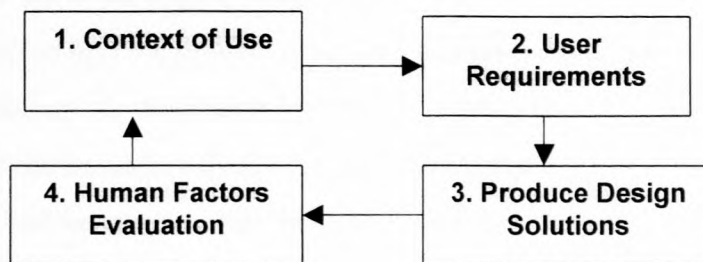 1. Context of Use
2. User
Requirements
4. Human Factors
Evaluation
3. Produce Design
Solutions